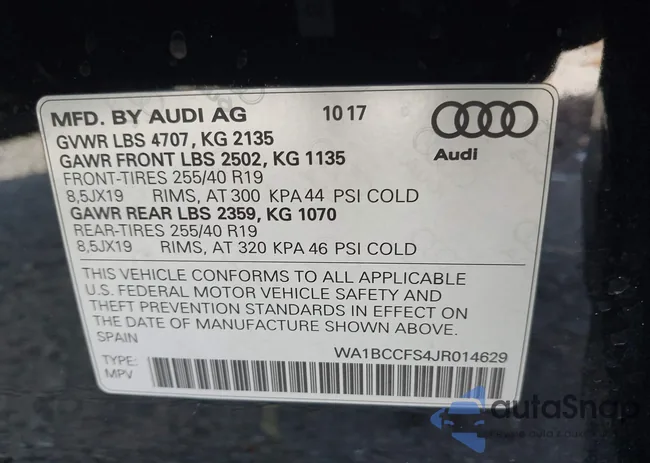 MFD. BY AUDI AG 10 17
GVWR LBS 4707, KG 2135
GAWR FRONT LBS 2502, KG 1135
FRONT-TIRES 255/40 R19
8,5JX19 RIMS, AT 300 KPA 44 PSI COLD
GAWR REAR LBS 2359, KG 1070
REAR-TIRES 255/40 R19
8,5JX19 RIMS, AT 320 KPA 46 PSI COLD
Audi
THIS VEHICLE CONFORMS TO ALL APPLICABLE
U.S. FEDERAL MOTOR VEHICLE SAFETY AND
THEFT PREVENTION STANDARDS IN EFFECT ON
THE DATE OF MANUFACTURE SHOWN ABOVE.
SPAIN
WA1BCCFS4JR014629
TYPE:
MPV
autaSnap